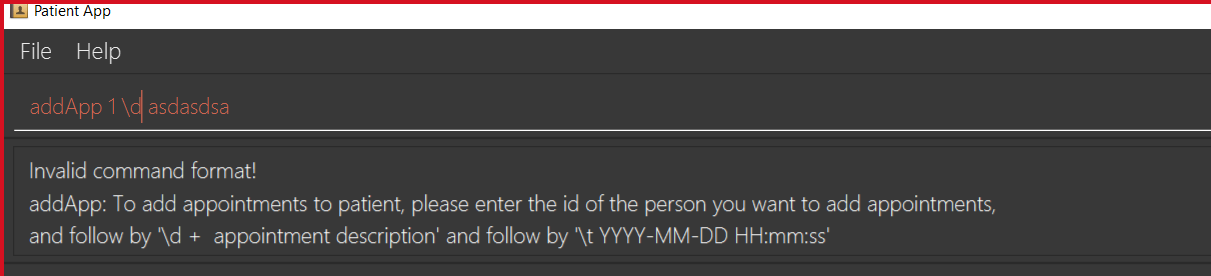 Patient App
File Help
addApp 1 \d asdasdsa
Invalid command format!
addApp: To add appointments to patient, please enter the id of the person you want to add appointments,
and follow by '\d +  appointment description' and follow by '\t YYYY-MM-DD HH:mm:ss'